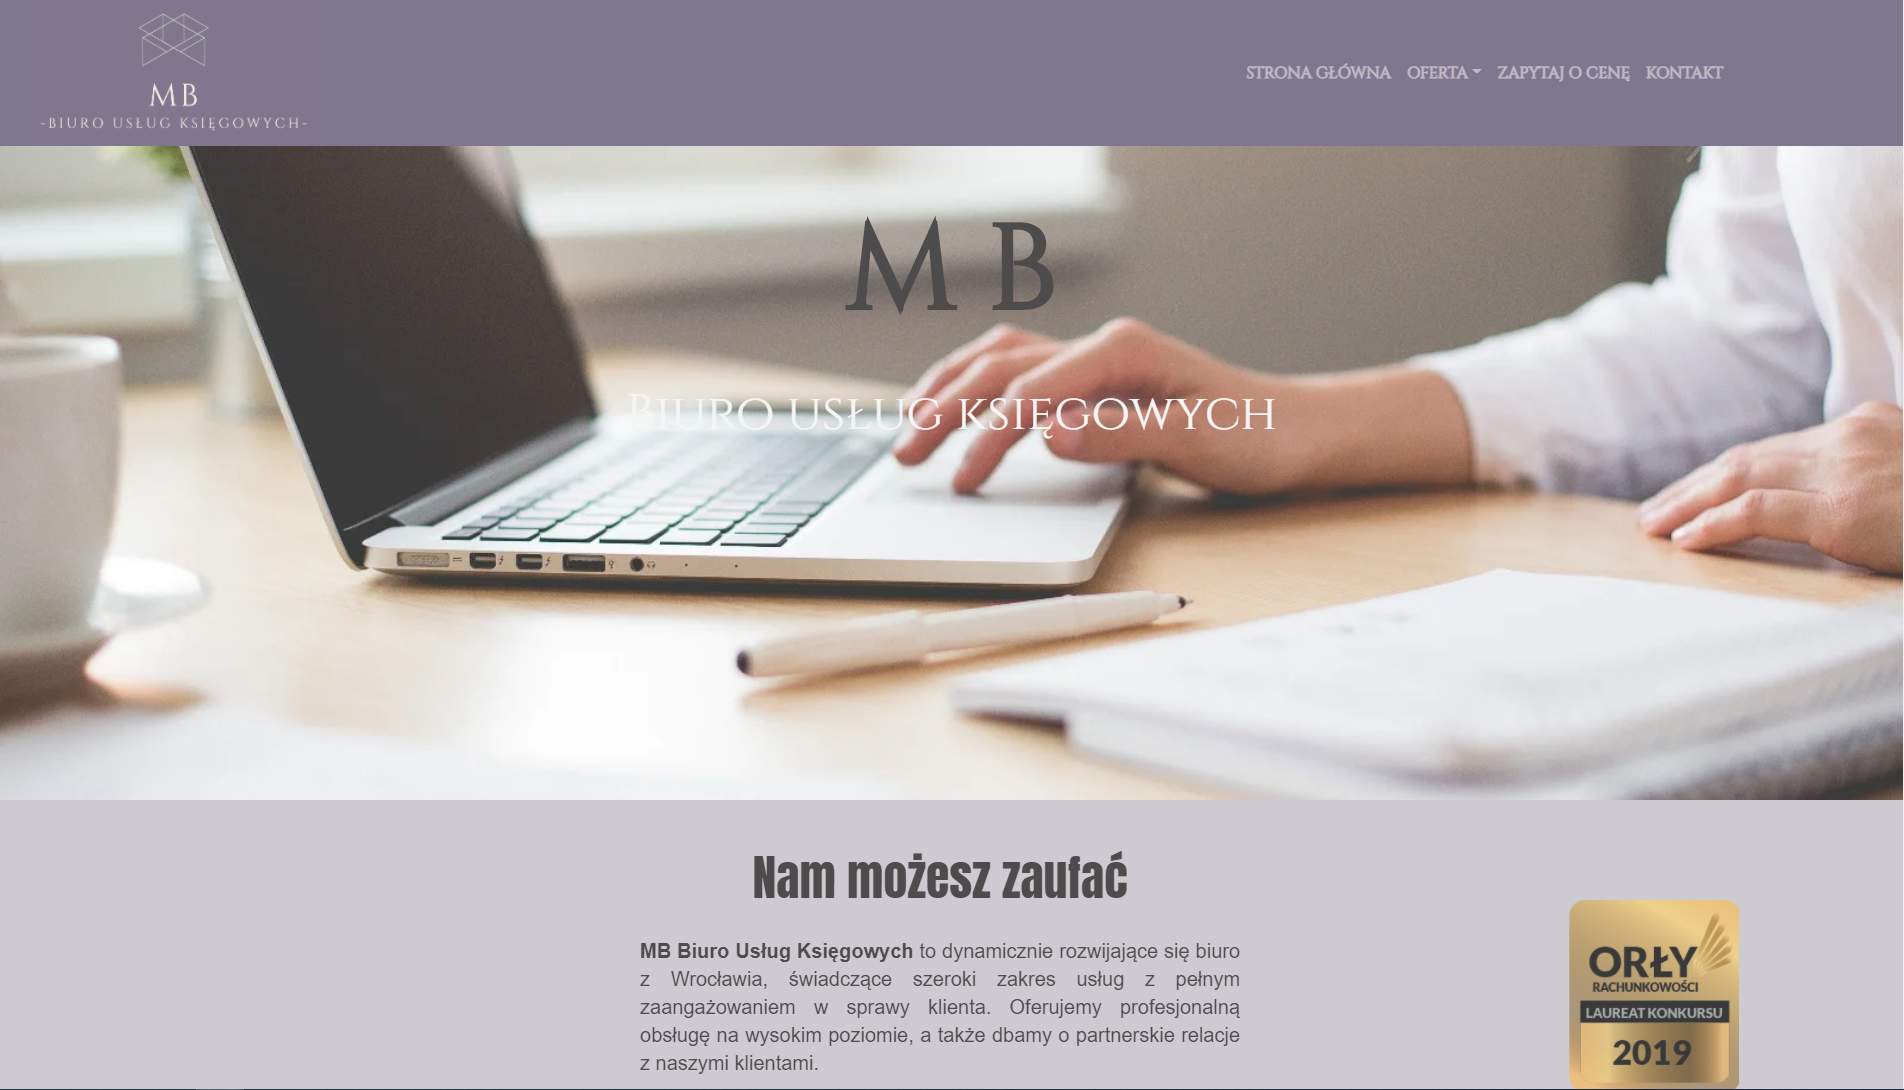 MB
-BIURO USŁUG KSIĘGOWYCH-
STRONA GŁÓWNA OFERTA ZAPYTAJ O CENĘ KONTAKT
M B
Biuro usług księgowych
Nam możesz zaufać
MB Biuro Usług Księgowych to dynamicznie rozwijające się biuro
z Wrocławia, świadczące szeroki zakres usług z pełnym
zaangażowaniem w sprawy klienta. Oferujemy profesjonalną
obsługę na wysokim poziomie, a także dbamy o partnerskie relacje
z naszymi klientami.
ORŁY
RACHUNKOWOŚCI
LAUREAT KONKURSU
2019